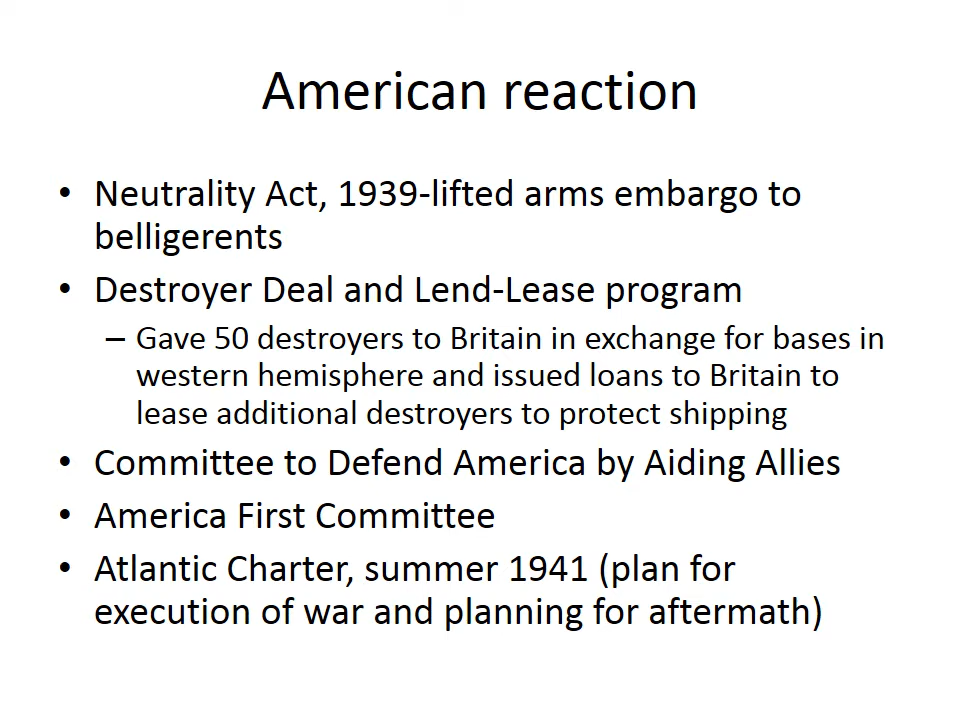 American reaction
• Neutrality Act, 1939-lifted arms embargo to
belligerents
• Destroyer Deal and Lend-Lease program
– Gave 50 destroyers to Britain in exchange for bases in
western hemisphere and issued loans to Britain to
lease additional destroyers to protect shipping
• Committee to Defend America by Aiding Allies
• America First Committee
• Atlantic Charter, summer 1941 (plan for
execution of war and planning for aftermath)